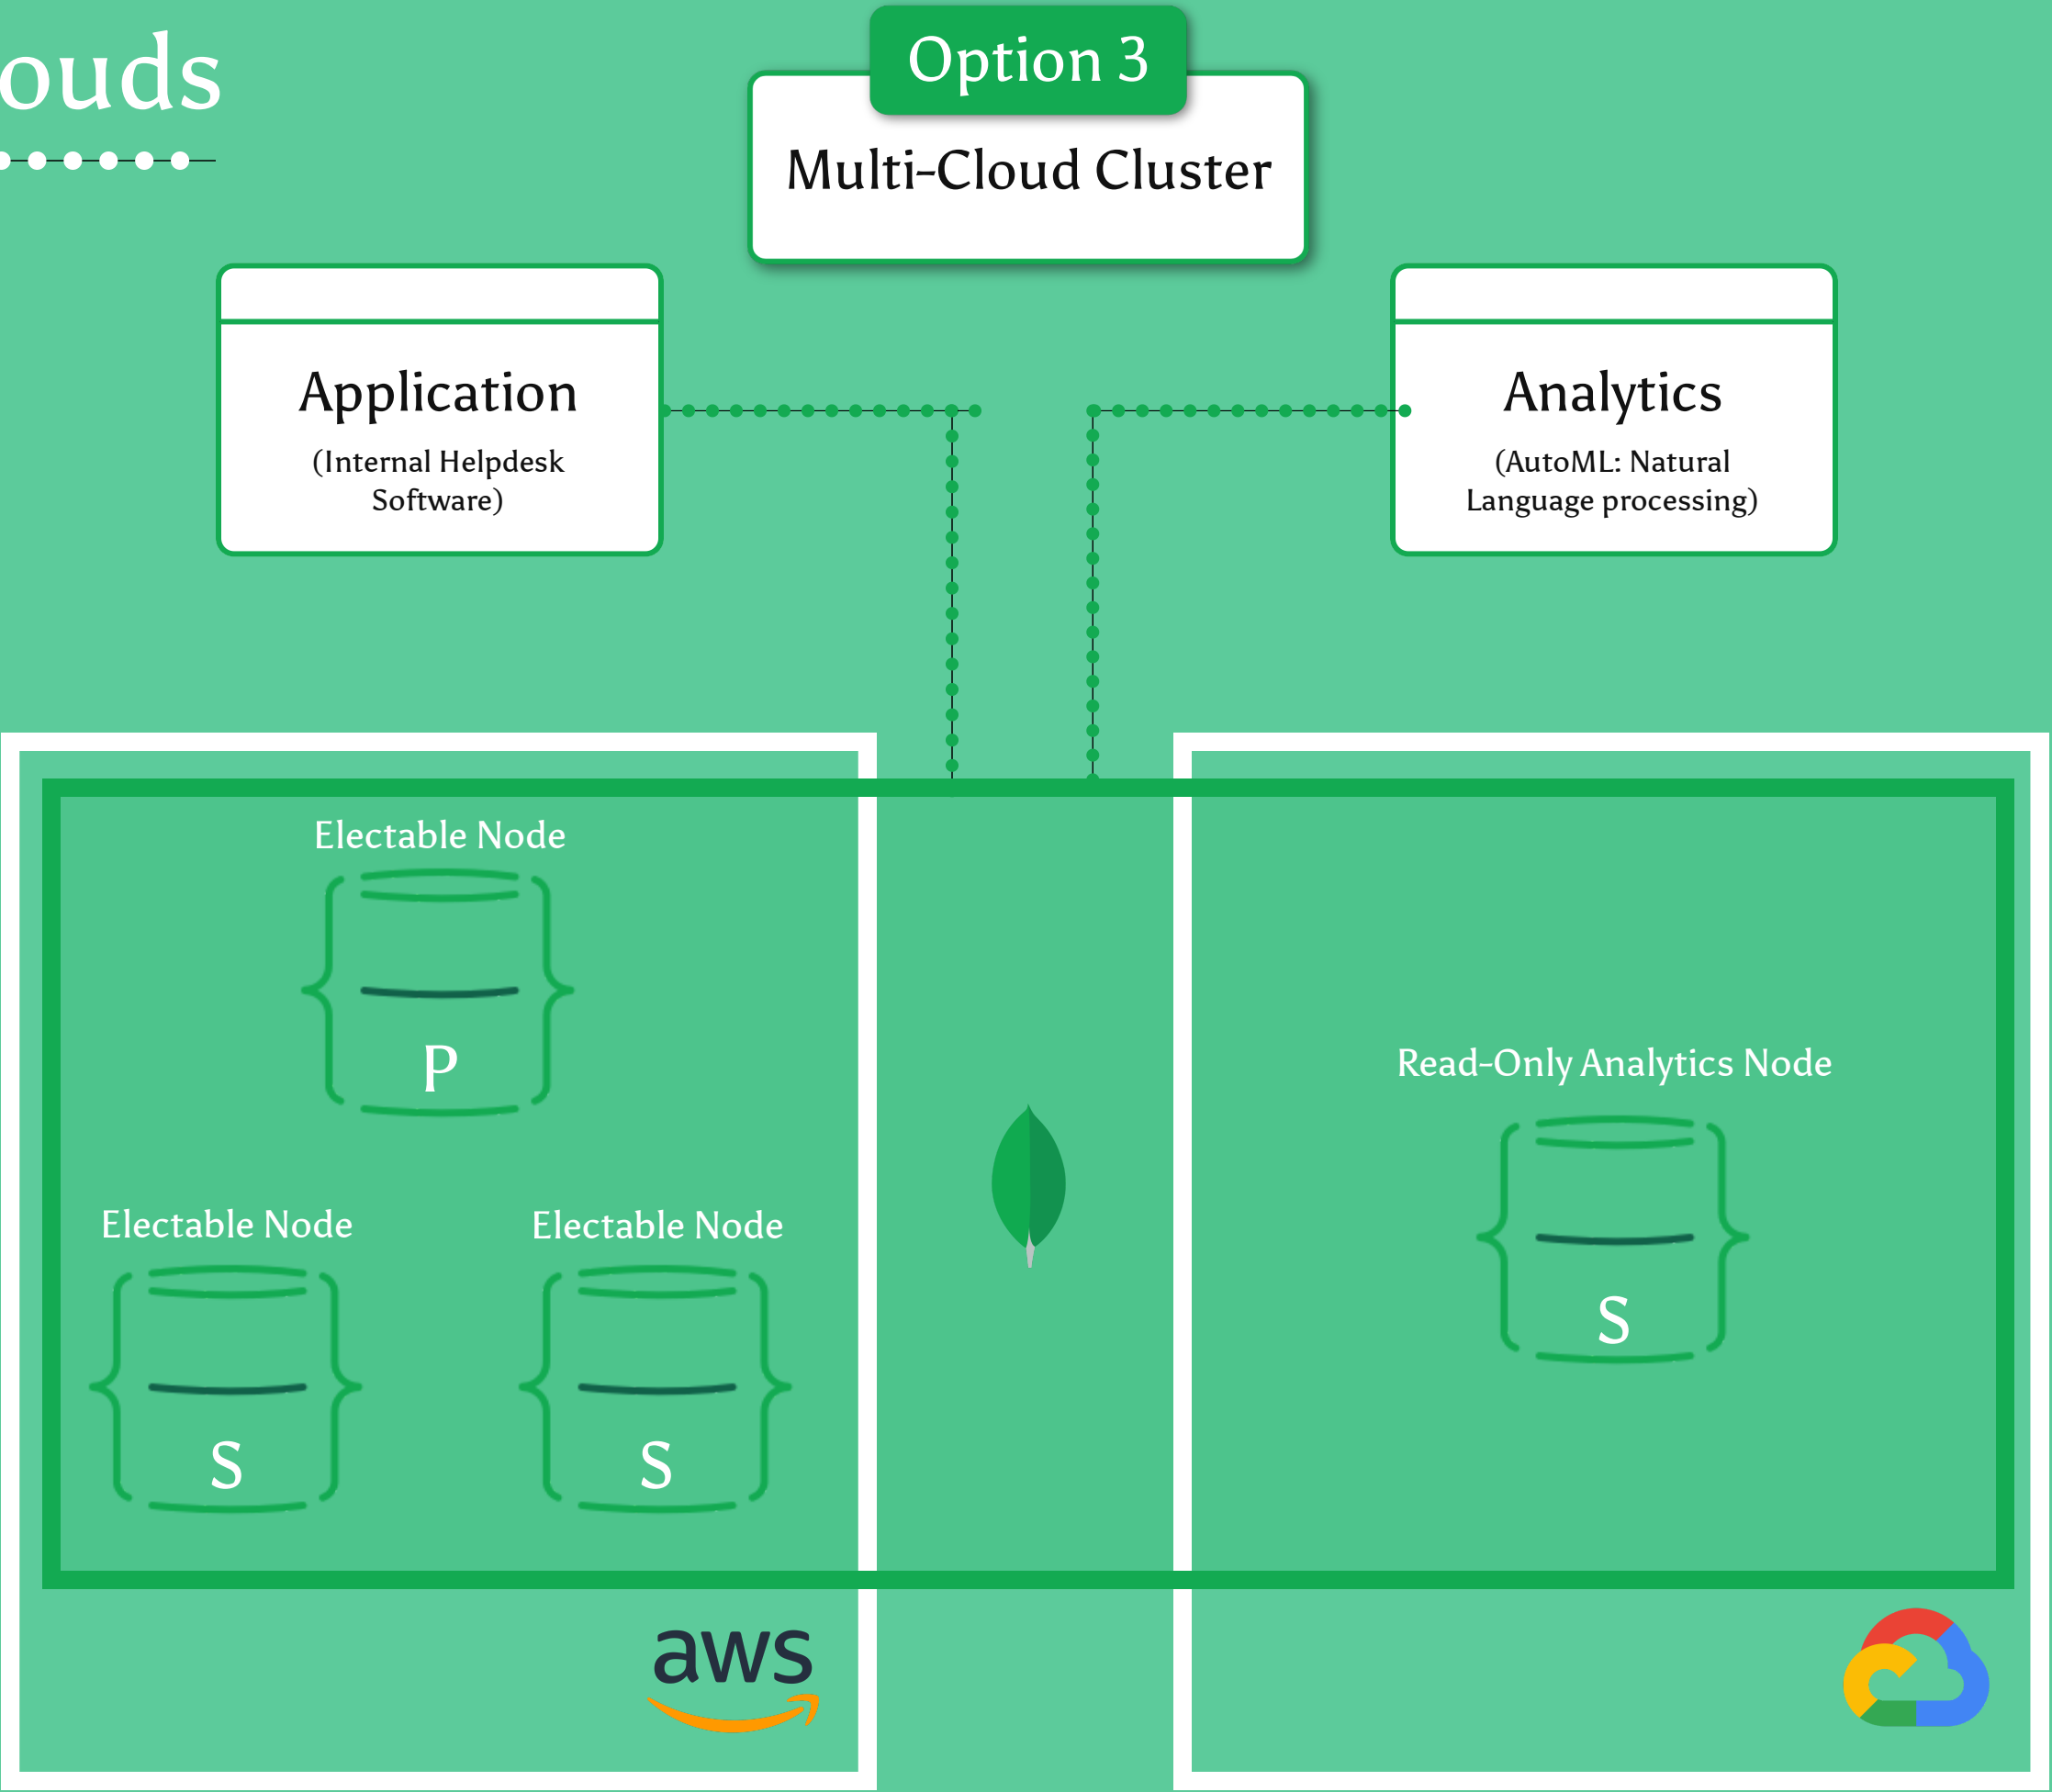 ouds
Option 3
Multi-Cloud Cluster
Application
(Internal Helpdesk
Software)
Analytics
(AutoML: Natural
Language processing)
Electable Node
P
Electable Node
S
Electable Node
S
Read-Only Analytics Node
S
aws